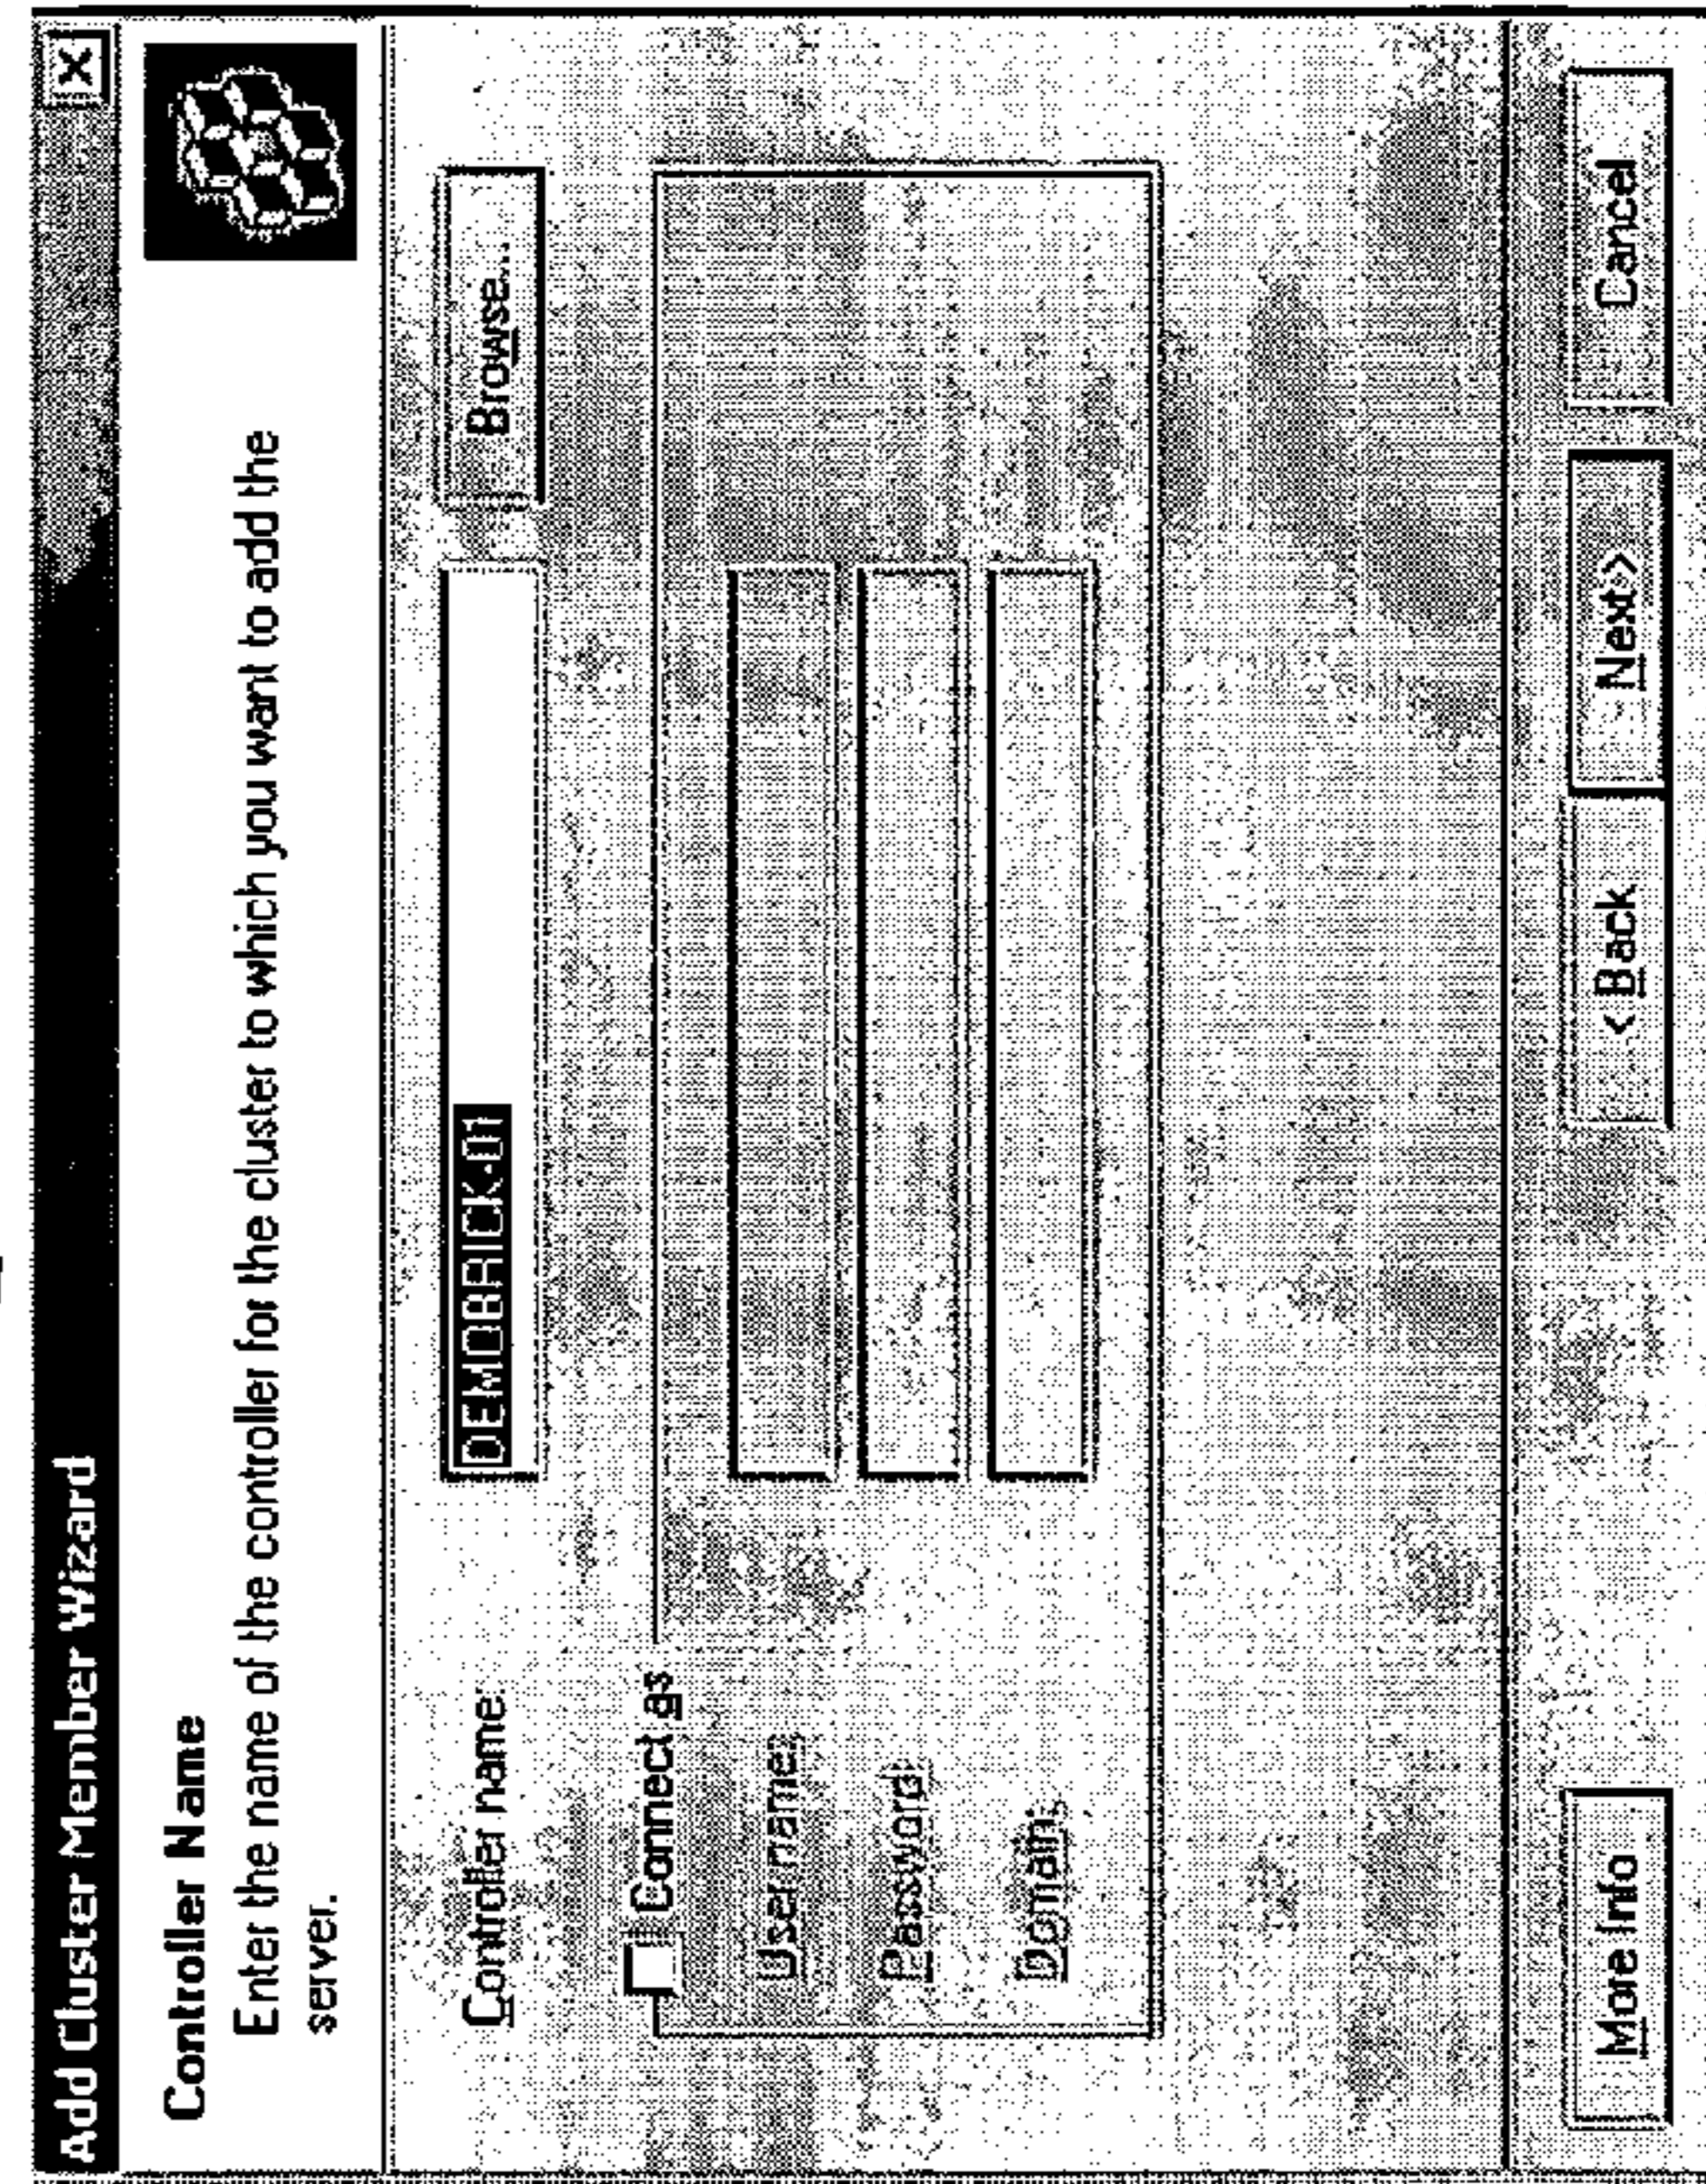 Add Cluster Member Wizard
Controller Name
Enter the name of the controller for the cluster to which you want to add the
server.
Controller name: DEMOBRICK-01 Browse...
Connect as
User name:
Password:
Domain:
More Info < Back Next > Cancel